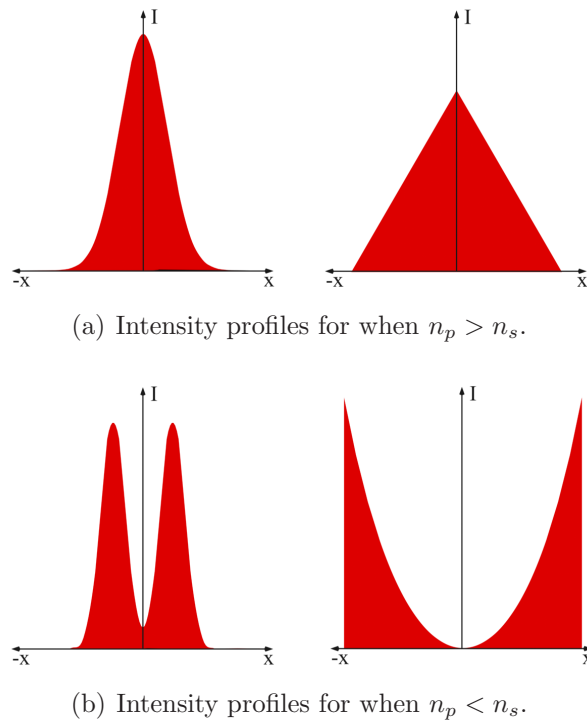 I I
-x x -x x
(a) Intensity profiles for when $n_p > n_s$.
I I
-x x -x x
(b) Intensity profiles for when $n_p < n_s$.